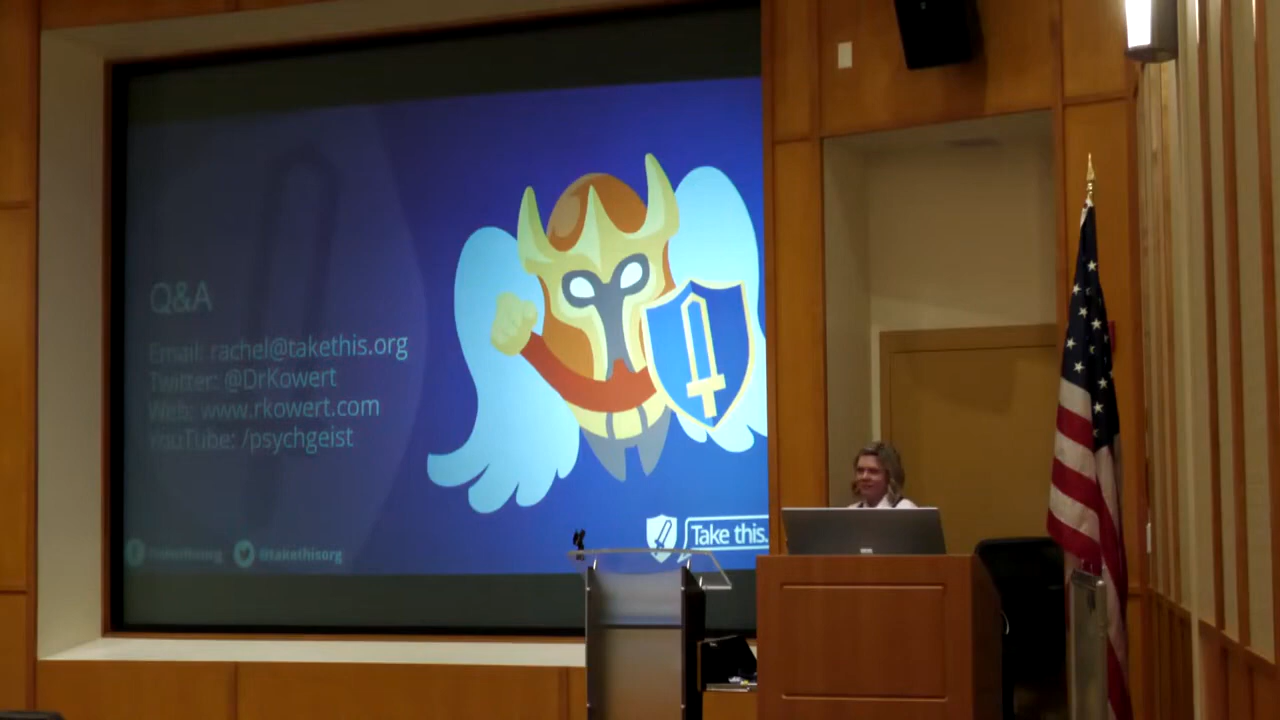 Q&A
Email: rachel@takethis.org
Twitter: @DrKowert
Web: www.rkowert.com
YouTube: /psychgeist
@takethisorg
Take this.